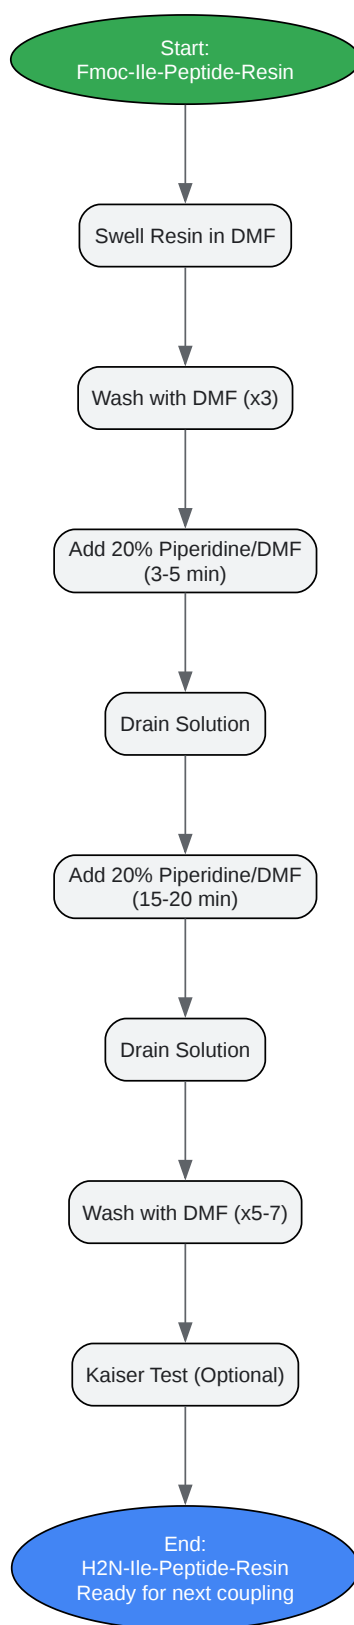 Start:
Fmoc-Ile-Peptide-Resin
Swell Resin in DMF
Wash with DMF (x3)
Add 20% Piperidine/DMF
(3-5 min)
Drain Solution
Add 20% Piperidine/DMF
(15-20 min)
Drain Solution
Wash with DMF (x5-7)
Kaiser Test (Optional)
End:
H2N-Ile-Peptide-Resin
Ready for next coupling